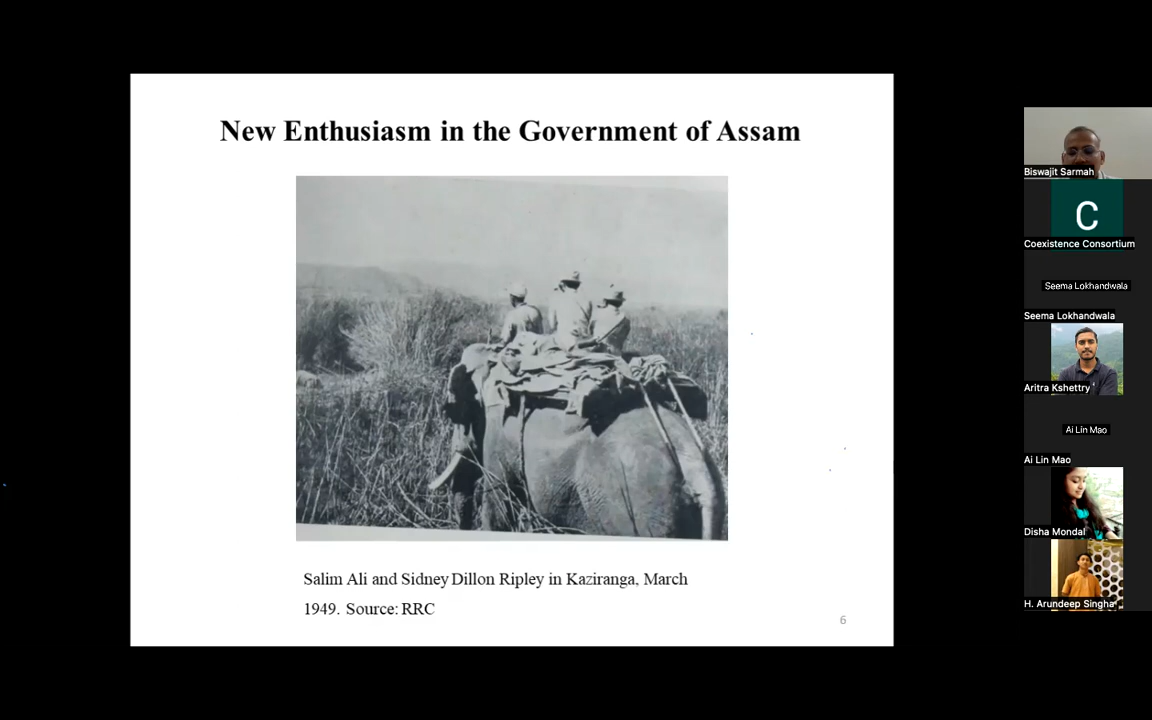 New Enthusiasm in the Government of Assam
Salim Ali and Sidney Dillon Ripley in Kaziranga, March
1949. Source: RRC
6
Biswajit Sarmah
C
Coexistence Consortium
Seema Lokhandwala
Seema Lokhandwala
Aritra Kshettry
Ai Lin Mao
Ai Lin Mao
Disha Mondal
H. Arundeep Singha